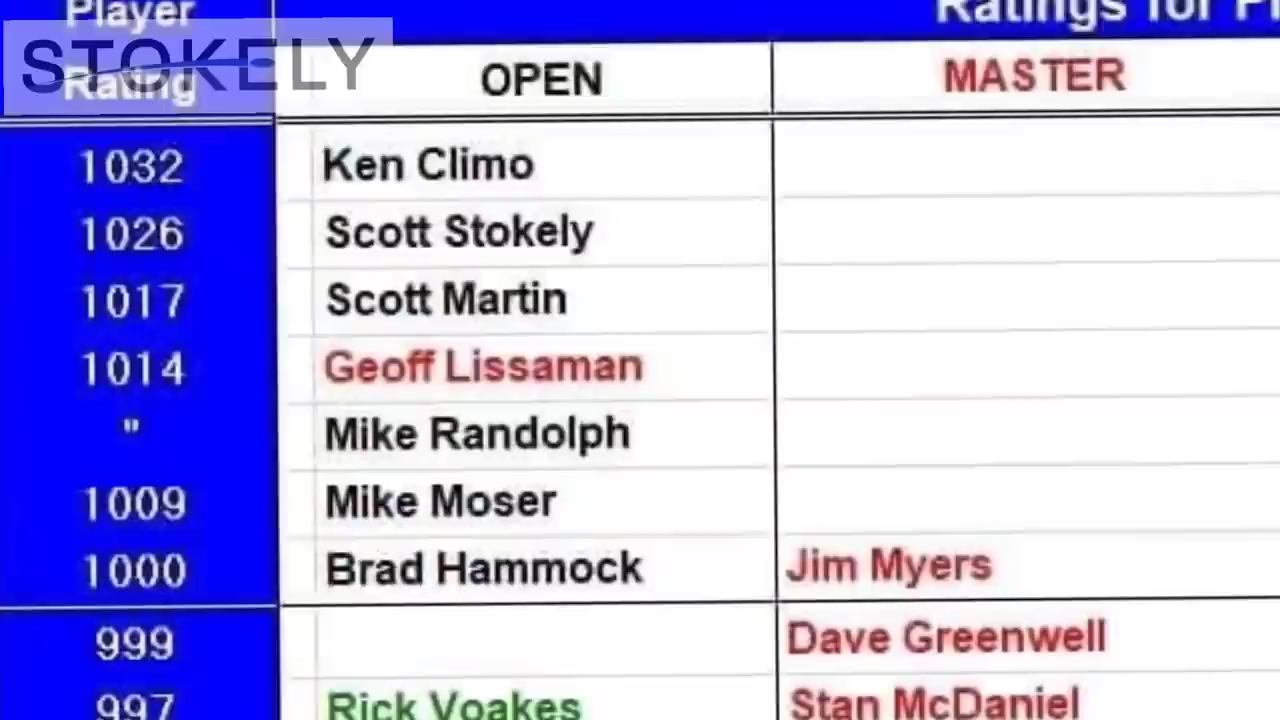 Player
Ratings for
STOKELY
Rating
OPEN
MASTER
1032 Ken Climo
1026 Scott Stokely
1017 Scott Martin
1014 Geoff Lissaman
" Mike Randolph
1009 Mike Moser
1000 Brad Hammock Jim Myers
999 Dave Greenwell
997 Rick Voakes Stan McDaniel